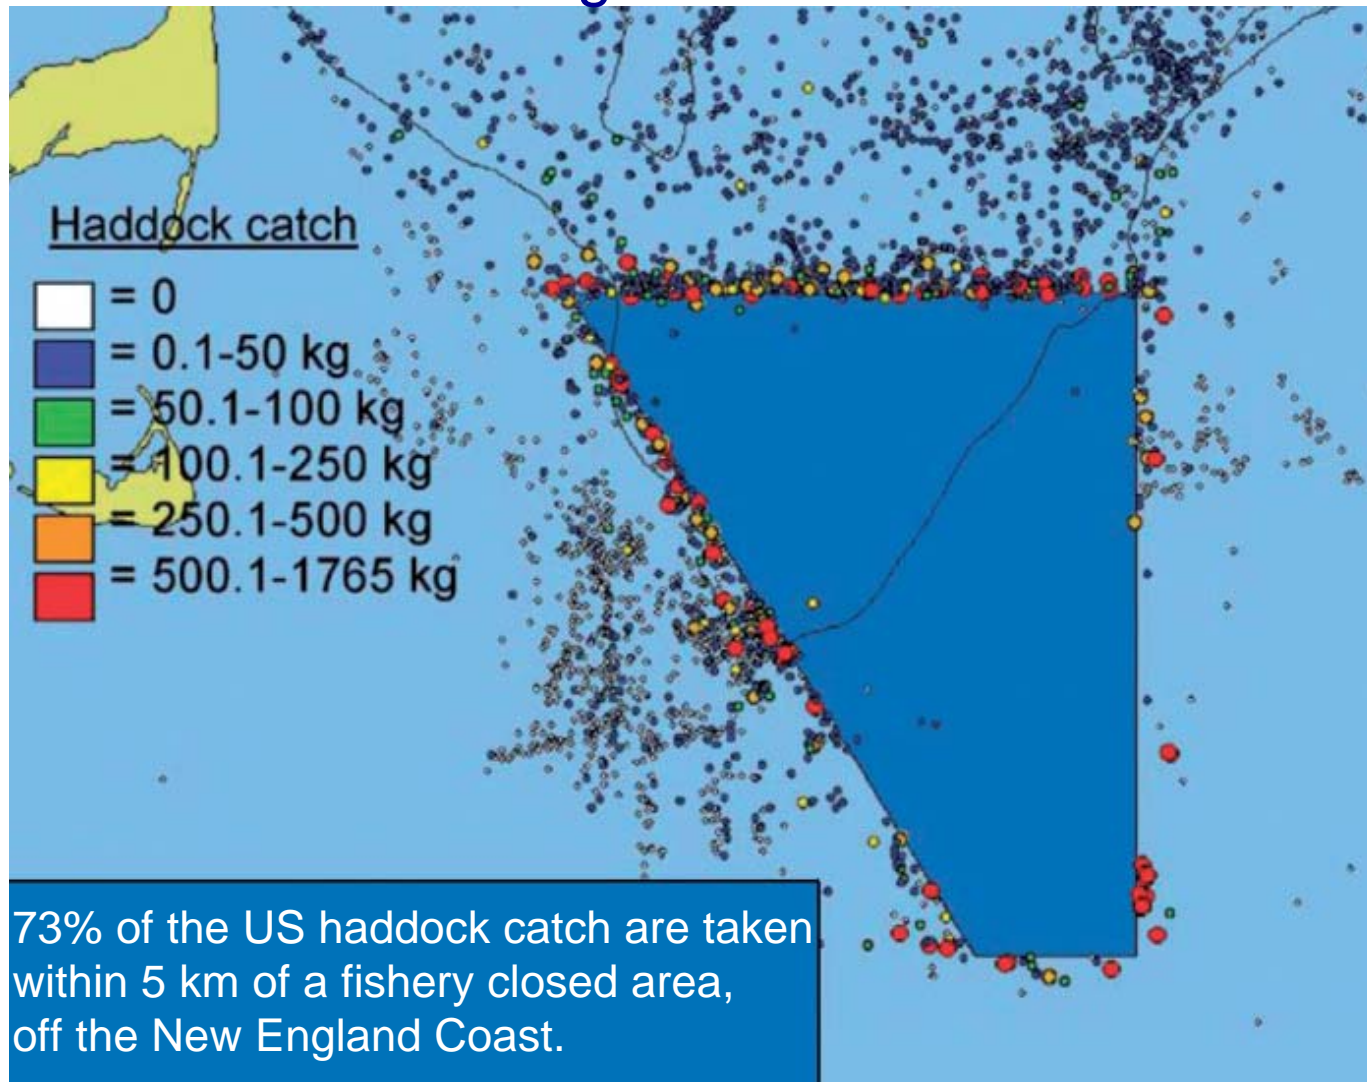 Haddock catch
= 0
= 0.1-50 kg
= 50.1-100 kg
= 100.1-250 kg
= 250.1-500 kg
= 500.1-1765 kg
73% of the US haddock catch are taken
within 5 km of a fishery closed area,
off the New England Coast.